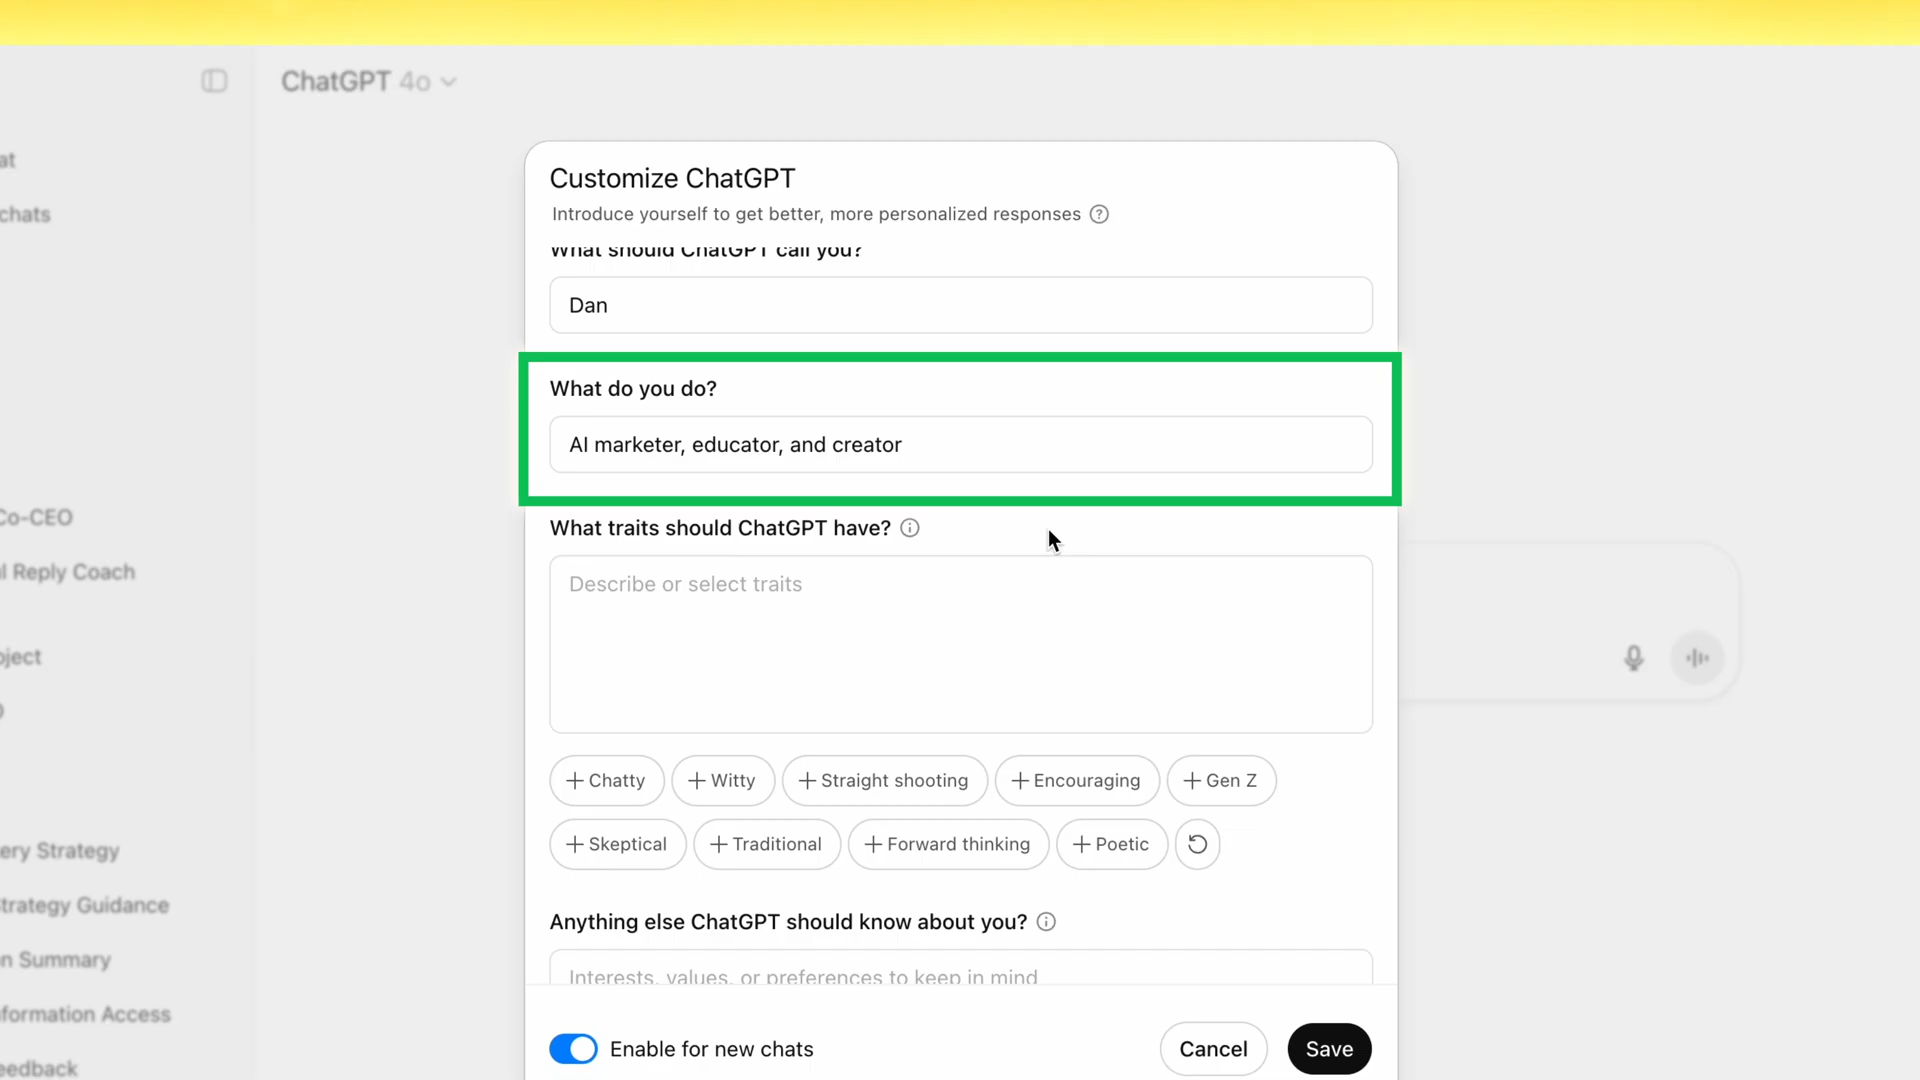 ChatGPT 4o
at
chats
Co-CEO
l Reply Coach
oject
ery Strategy
trategy Guidance
n Summary
nformation Access
eedback
Customize ChatGPT
Introduce yourself to get better, more personalized responses ?
What should ChatGPT call you?
Dan
What do you do?
AI marketer, educator, and creator
What traits should ChatGPT have?
Describe or select traits
+ Chatty + Witty + Straight shooting + Encouraging + Gen Z
+ Skeptical + Traditional + Forward thinking + Poetic
Anything else ChatGPT should know about you?
Interests, values, or preferences to keep in mind
Enable for new chats Cancel Save